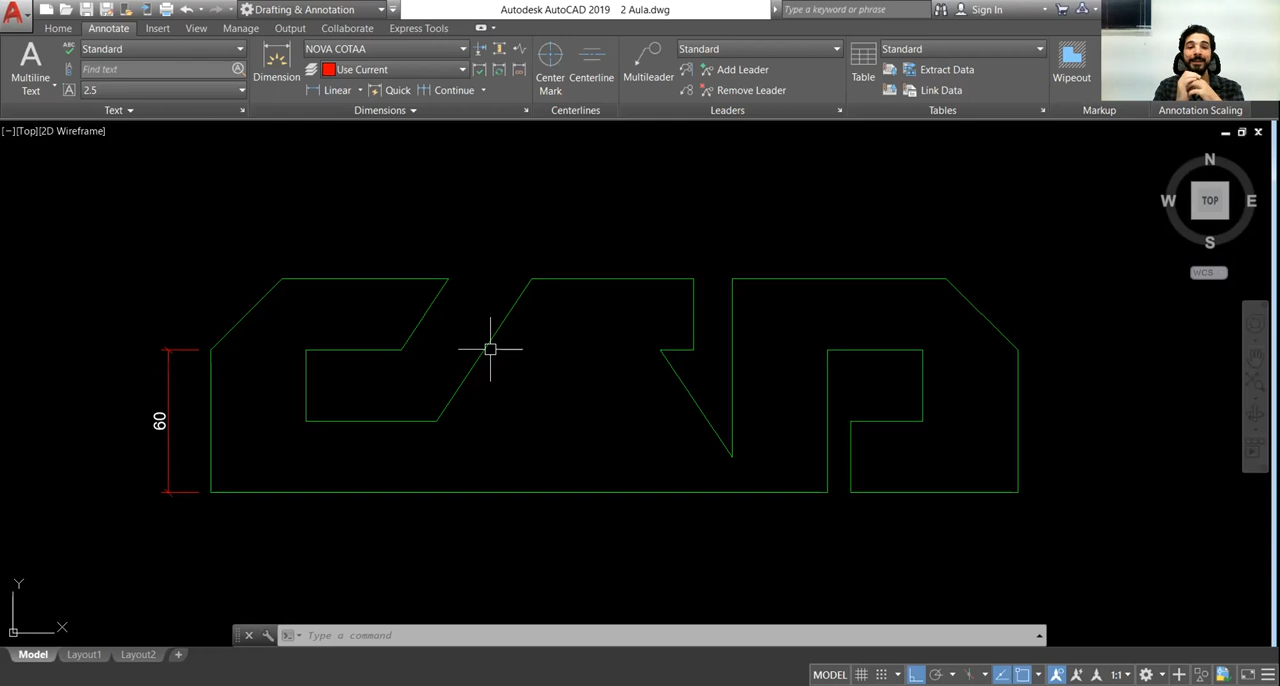 Drafting & Annotation
Autodesk AutoCAD 2019 2 Aula.dwg
Type a keyword or phrase
Sign In
Home Annotate Insert View Manage Output Collaborate Express Tools
Multiline Text
Standard
Find text
2.5
Text
Dimension
NOVA COTAA
Use Current
Linear Quick Continue
Dimensions
Center Mark
Centerline
Centerlines
Multileader
Standard
Add Leader
Remove Leader
Leaders
Table
Standard
Extract Data
Link Data
Tables
Wipeout
Markup
Annotation Scaling
[−][Top][2D Wireframe]
N
W TOP E
S
WCS
60
Y
X
Type a command
Model Layout1 Layout2 +
MODEL 1:1